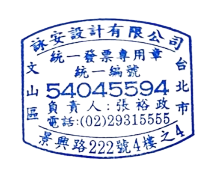 詠安設計有限公司
統一發票專用章
統一編號
54045594
負責人:張裕政
電話:(02)29315555
台北市
文山區
景興路222號4樓之4